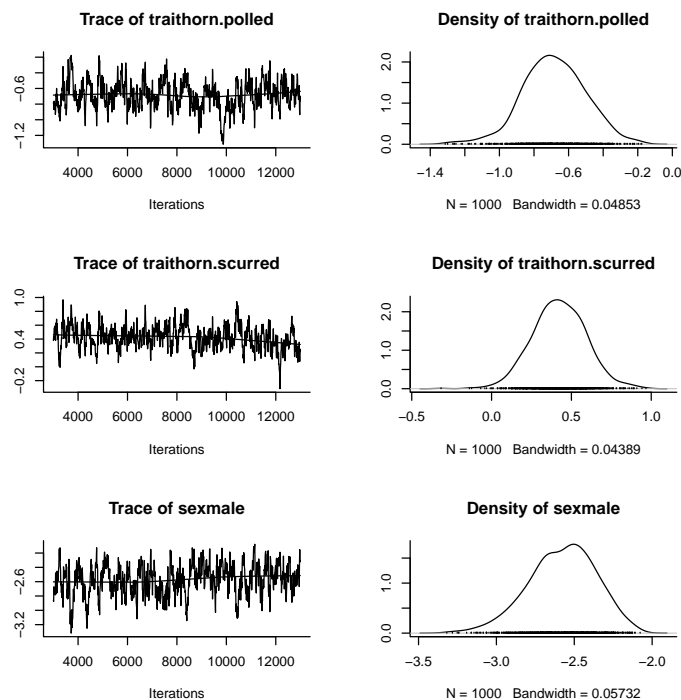 Trace of traithorn.polled
−0.6
−1.2
4000 6000 8000 10000 12000
Iterations
Density of traithorn.polled
2.0
1.0
0.0
−1.4 −1.0 −0.6 −0.2 0.0
N = 1000 Bandwidth = 0.04853
Trace of traithorn.scurred
1.0
0.4
−0.2
4000 6000 8000 10000 12000
Iterations
Density of traithorn.scurred
2.0
1.0
0.0
−0.5 0.0 0.5 1.0
N = 1000 Bandwidth = 0.04389
Trace of sexmale
−2.6
−3.2
4000 6000 8000 10000 12000
Iterations
Density of sexmale
1.0
0.0
−3.5 −3.0 −2.5 −2.0
N = 1000 Bandwidth = 0.05732